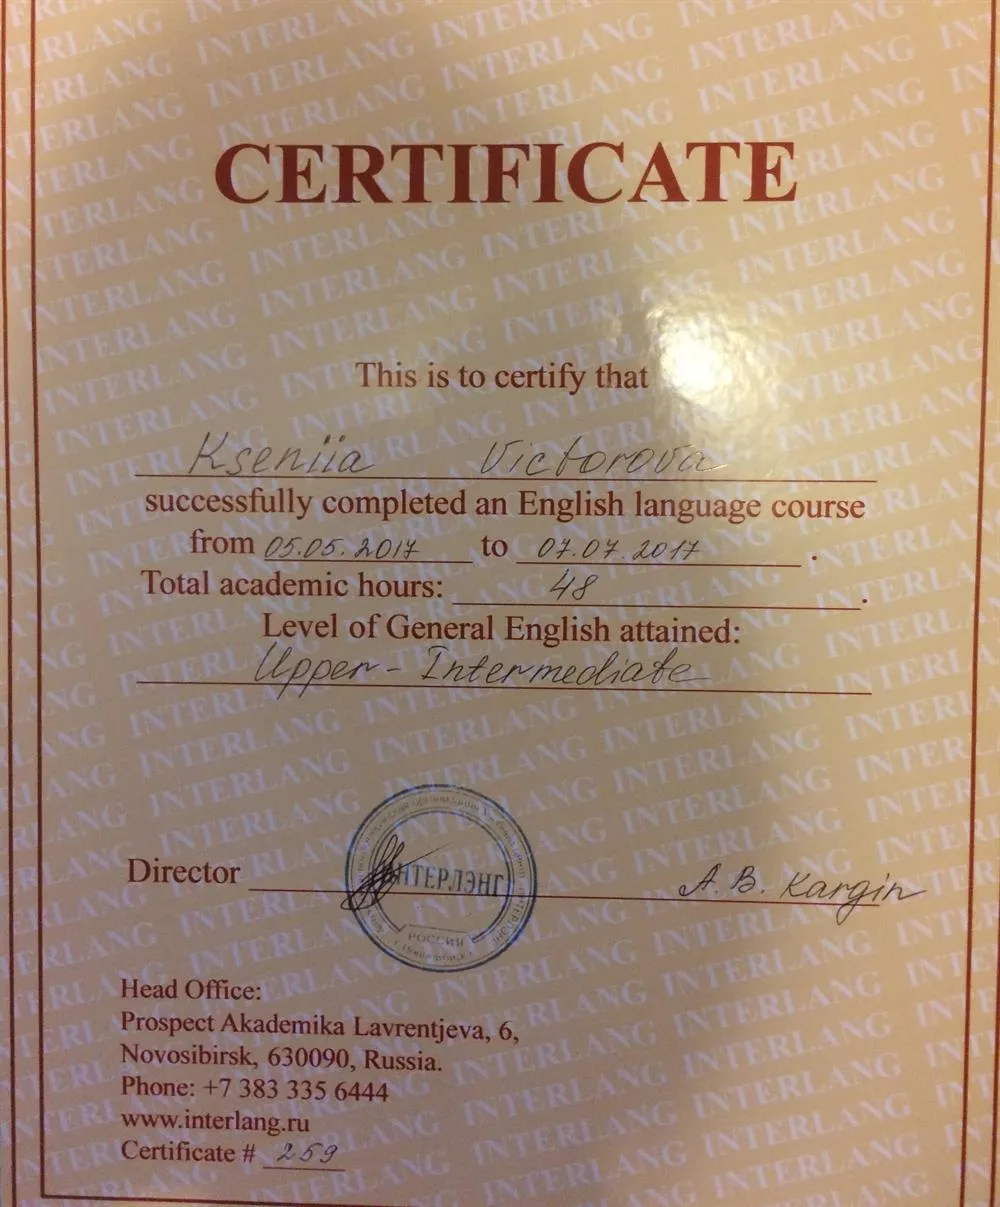 CERTIFICATE
This is to certify that
Kseniia Victorova
successfully completed an English language course
from 05.05.2017 to 07.07.2017.
Total academic hours: 48.
Level of General English attained:
Upper-Intermediate
Director ИНТЕРЛЭНГ A.B. Kargin
РОССИЯ
Head Office:
Prospect Akademika Lavrentjeva, 6,
Novosibirsk, 630090, Russia.
Phone: +7 383 335 6444
www.interlang.ru
Certificate # 259
INTERLANG